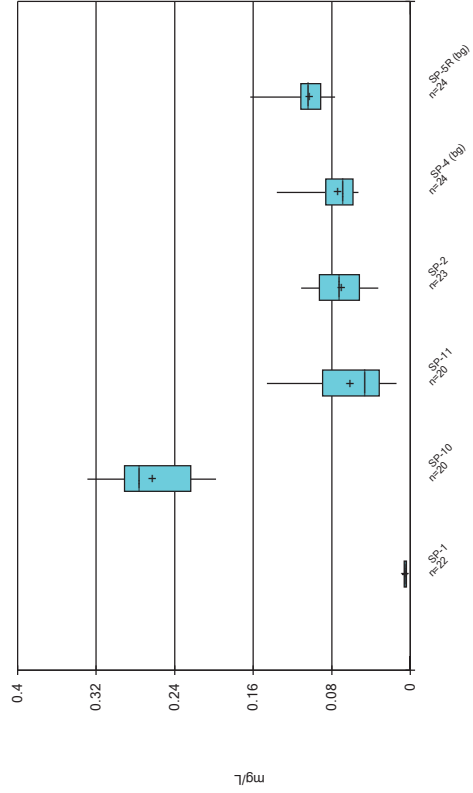 0.4
0.32
0.24
0.16
0.08
0
mg/L
SP-1
n=22
SP-10
n=20
SP-11
n=20
SP-2
n=23
SP-4 (bg)
n=24
SP-5R (bg)
n=24